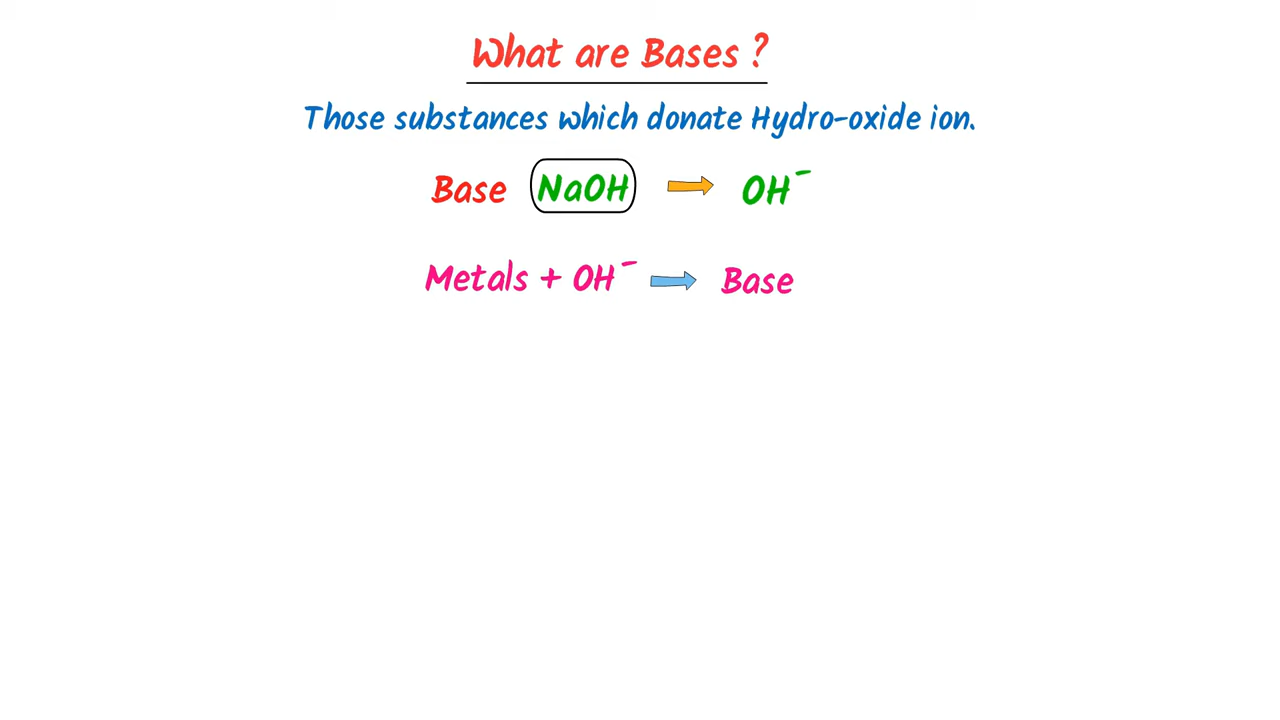 What are Bases ?
Those substances which donate Hydro-oxide ion.
Base NaOH → OH⁻
Metals + OH⁻ → Base